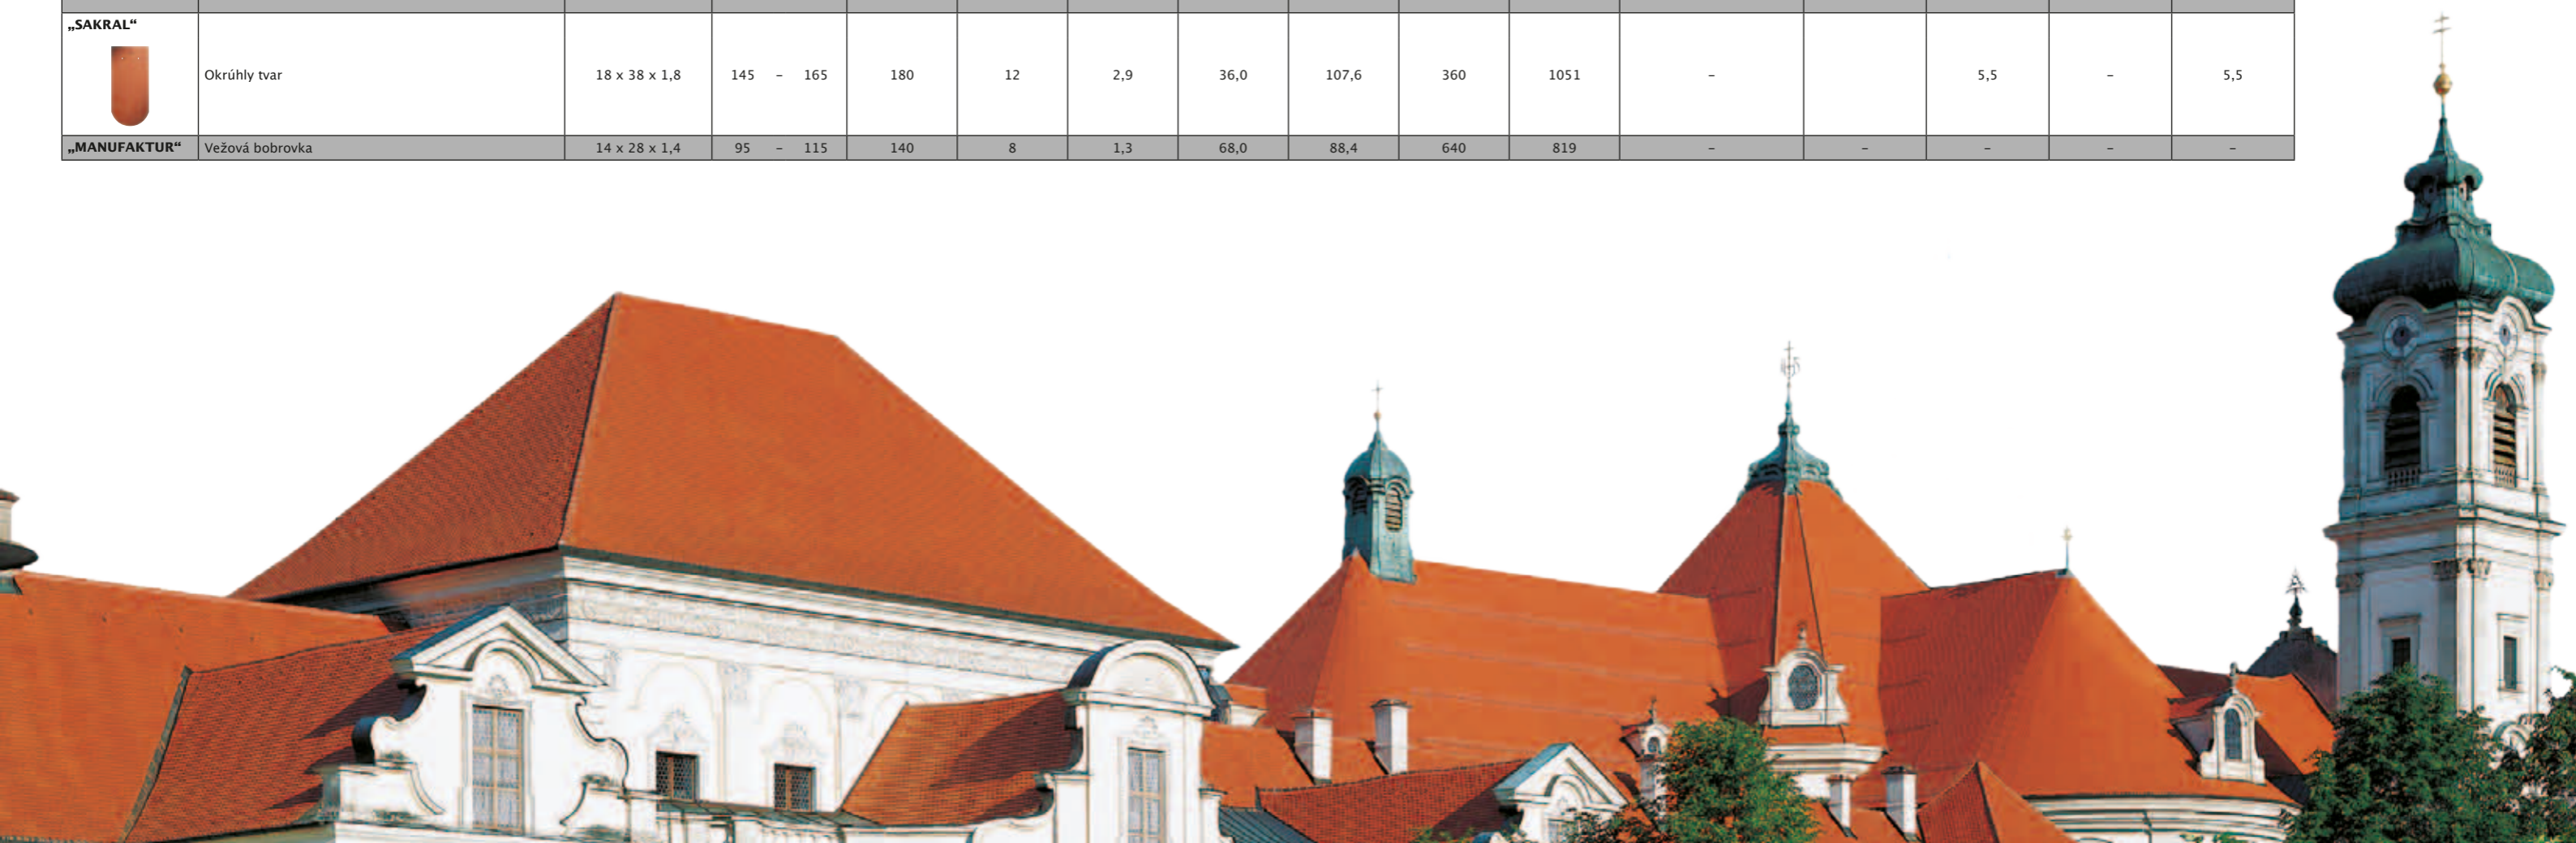 „SAKRAL“
Okrúhly tvar 18 x 38 x 1,8 145 – 165 180 12 2,9 36,0 107,6 360 1051 – 5,5 – 5,5
„MANUFAKTUR“ Vežová bobrovka 14 x 28 x 1,4 95 – 115 140 8 1,3 68,0 88,4 640 819 – – – – –